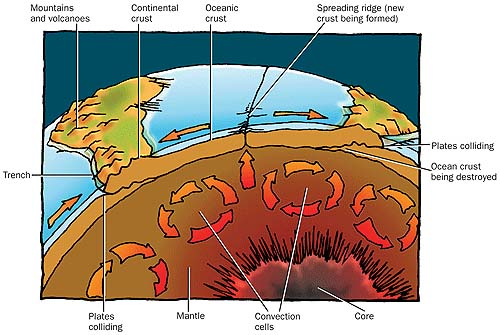 Mountains
and volcanoes
Continental
crust
Oceanic
crust
Spreading ridge (new
crust being formed)
Plates colliding
Ocean crust
being destroyed
Trench
Plates
colliding
Mantle
Convection
cells
Core